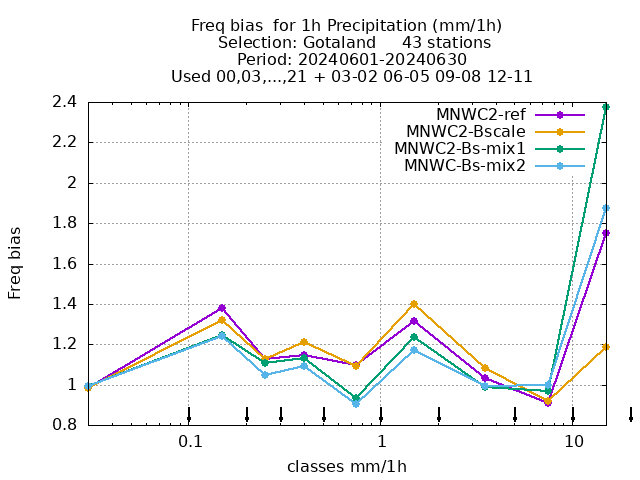 Freq bias  for 1h Precipitation (mm/1h)
Selection: Gotaland     43 stations
Period: 20240601-20240630
Used 00,03,...,21 + 03-02 06-05 09-08 12-11
MNWC2-ref
MNWC2-Bscale
MNWC2-Bs-mix1
MNWC-Bs-mix2
Freq bias
2.4
2.2
2
1.8
1.6
1.4
1.2
1
0.8
0.1 1 10
classes mm/1h